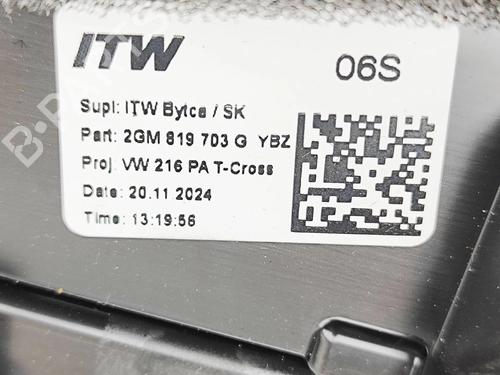 ITW
06S
Supl: ITW Bytca / SK
Part: 2GM 819 703 G YBZ
Proj: VW 216 PA T-Cross
Date: 20.11.2024
Time: 13:19:56
B-PARTS